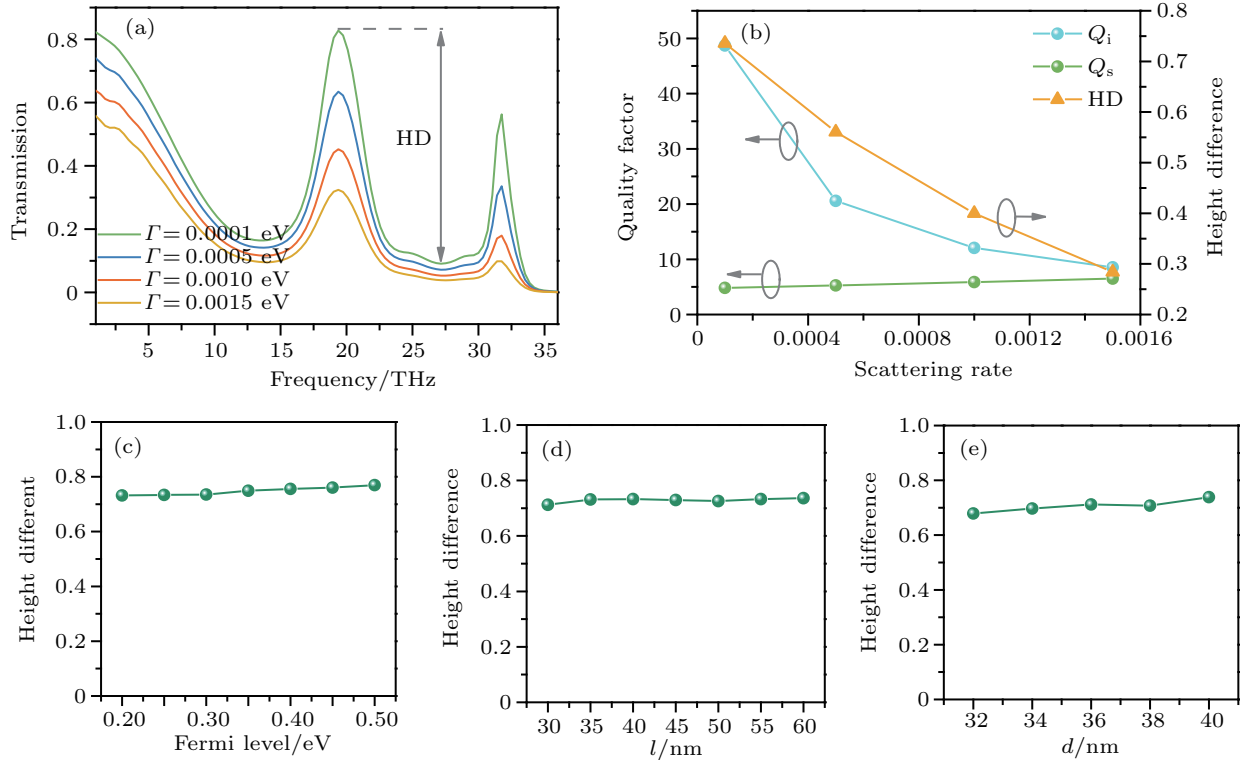 (a)
Transmission
0.8
0.6
0.4
0.2
0
HD
Γ = 0.0001 eV
Γ = 0.0005 eV
Γ = 0.0010 eV
Γ = 0.0015 eV
5 10 15 20 25 30 35
Frequency/THz
(b)
Quality factor
50
40
30
20
10
0
Qi
Qs
HD
0.8
0.7
0.6
0.5
0.4
0.3
0.2
Height difference
0 0.0004 0.0008 0.0012 0.0016
Scattering rate
(c)
Height different
1.0
0.8
0.6
0.4
0.2
0
0.20 0.30 0.40 0.50
Fermi level/eV
(d)
Height difference
1.0
0.8
0.6
0.4
0.2
0
30 35 40 45 50 55 60
l/nm
(e)
Height difference
1.0
0.8
0.6
0.4
0.2
0
32 34 36 38 40
d/nm